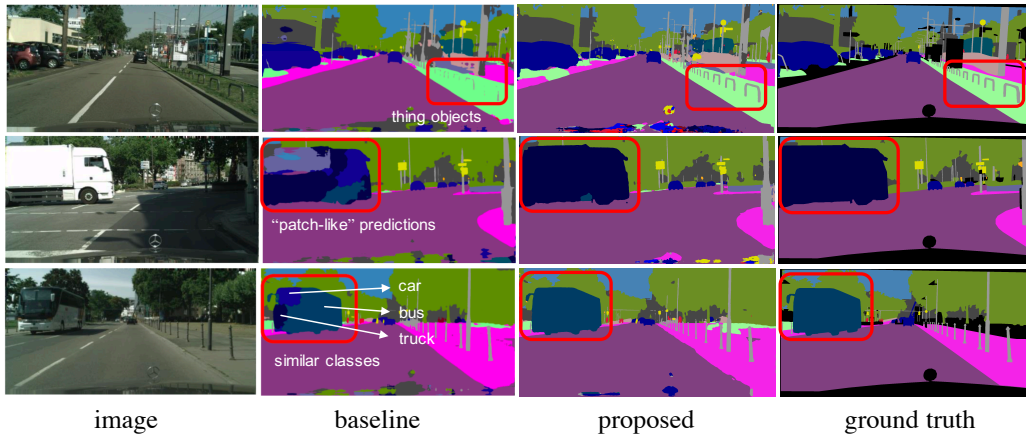 thing objects
“patch-like” predictions
car
bus
truck
similar classes
image baseline proposed ground truth